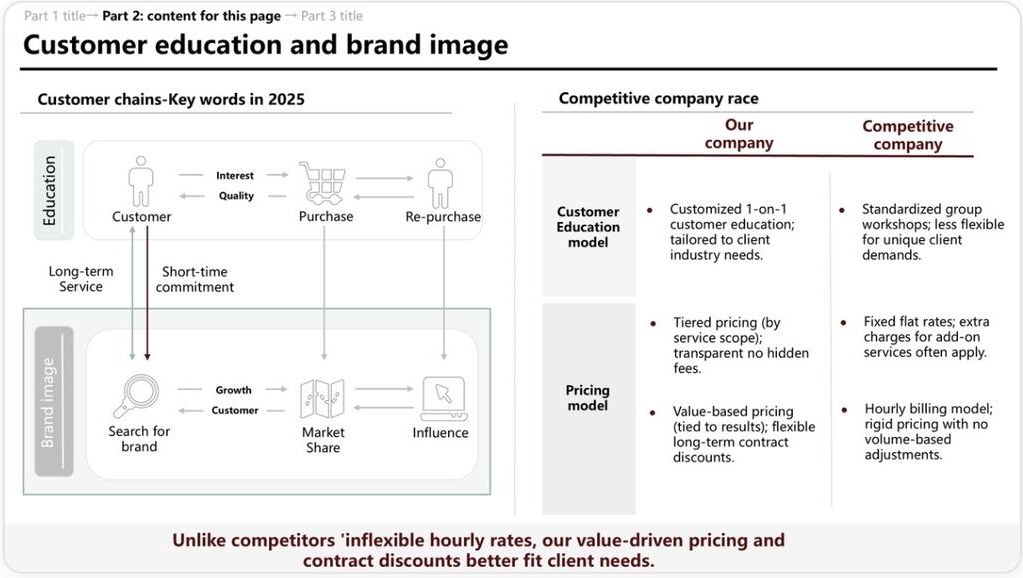 Part 1 title→ Part 2: content for this page → Part 3 title
Customer education and brand image
Customer chains-Key words in 2025
Education
Customer
Interest
Quality
Purchase
Re-purchase
Long-term
Service
Short-time
commitment
Brand image
Search for
brand
Growth
Customer
Market
Share
Influence
Competitive company race
Our
company
Competitive
company
Customer
Education
model
• Customized 1-on-1
customer education;
tailored to client
industry needs.
• Standardized group
workshops; less flexible
for unique client
demands.
Pricing
model
• Tiered pricing (by
service scope);
transparent no hidden
fees.
• Fixed flat rates; extra
charges for add-on
services often apply.
• Value-based pricing
(tied to results); flexible
long-term contract
discounts.
• Hourly billing model;
rigid pricing with no
volume-based
adjustments.
Unlike competitors 'inflexible hourly rates, our value-driven pricing and
contract discounts better fit client needs.